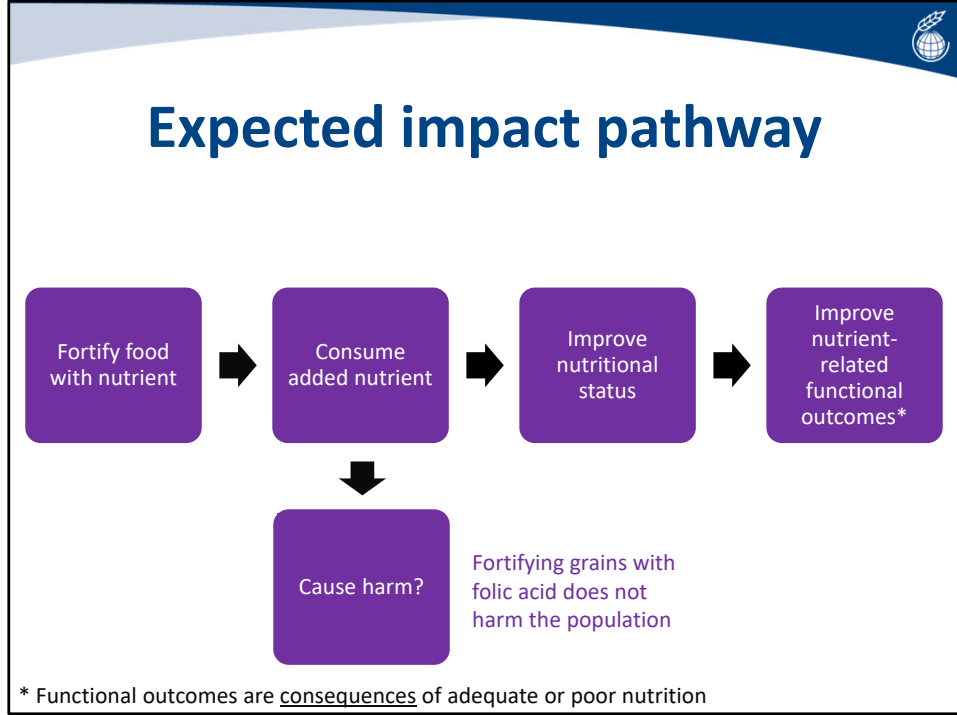 Expected impact pathway
Fortify food
with nutrient
Consume
added nutrient
Improve
nutritional
status
Improve
nutrient-
related
functional
outcomes*
Cause harm?
Fortifying grains with
folic acid does not
harm the population
* Functional outcomes are consequences of adequate or poor nutrition